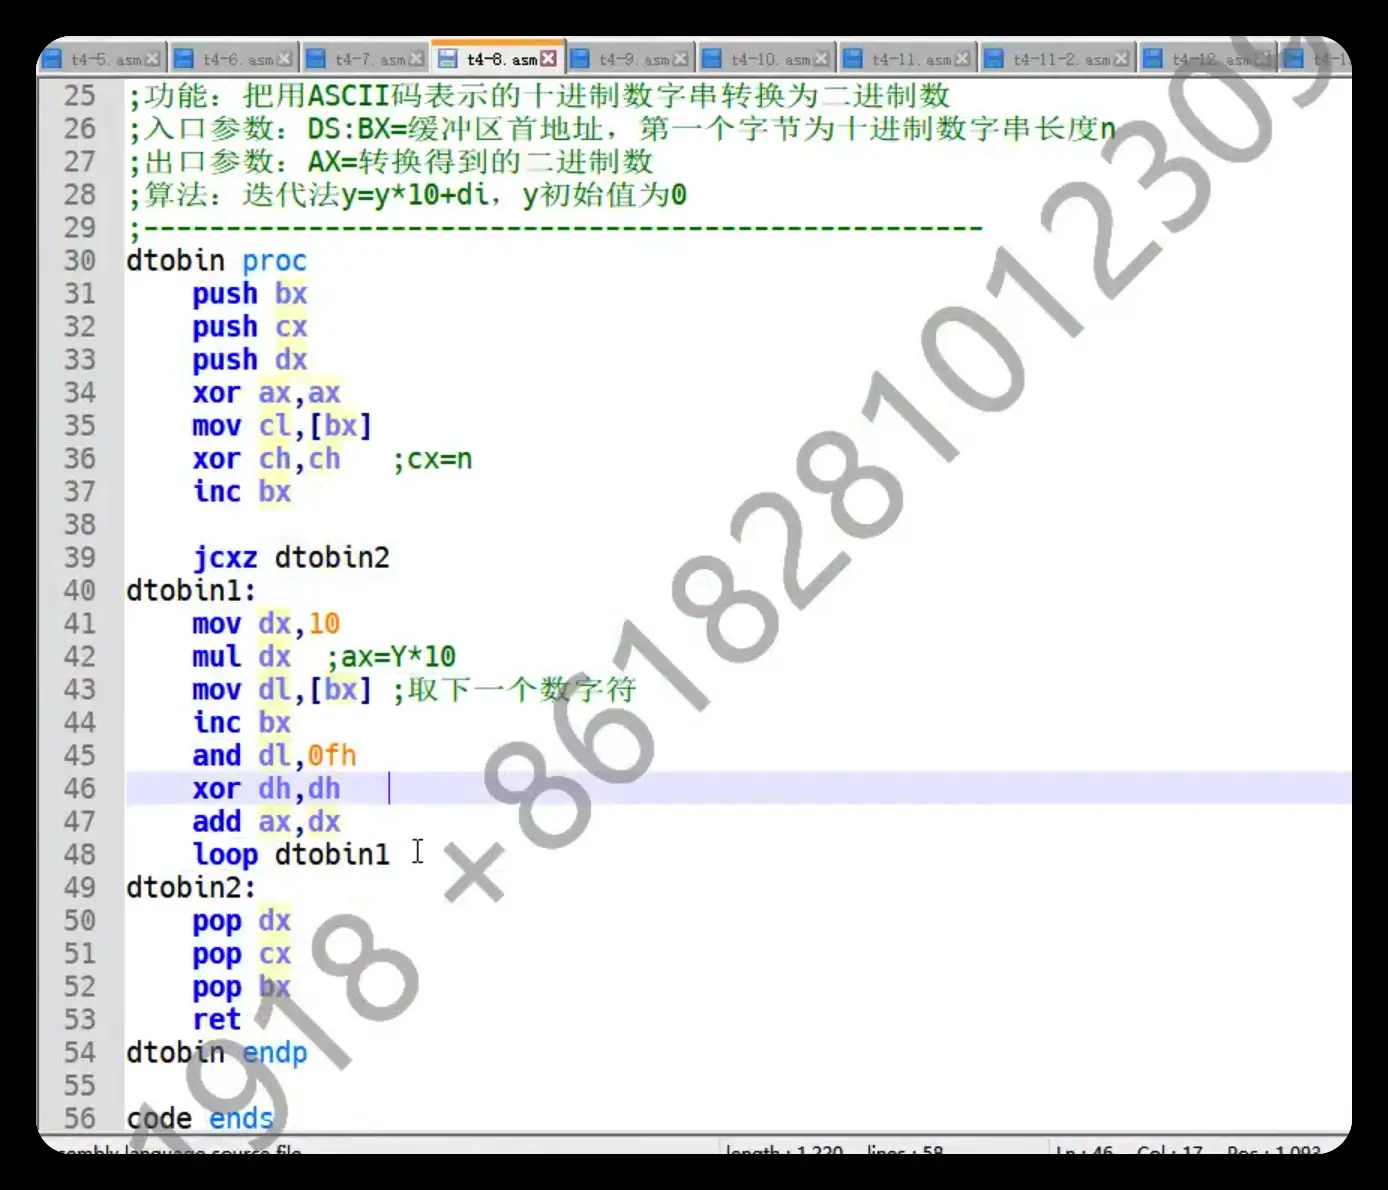 t4-5. asm t4-6. asm t4-7. asm t4-8. asm t4-9. asm t4-10. asm t4-11. asm t4-11-2. asm t4-12. asm t4-1
25 ;功能：把用ASCII码表示的十进制数字串转换为二进制数
26 ;入口参数：DS:BX=缓冲区首地址，第一个字节为十进制数字串长度n
27 ;出口参数：AX=转换得到的二进制数
28 ;算法：迭代法y=y*10+di，y初始值为0
29 ;---------------------------------------------------
30 dtobin proc
31 push bx
32 push cx
33 push dx
34 xor ax,ax
35 mov cl,[bx]
36 xor ch,ch ;cx=n
37 inc bx
38
39 jcxz dtobin2
40 dtobin1:
41 mov dx,10
42 mul dx ;ax=Y*10
43 mov dl,[bx] ;取下一个数字符
44 inc bx
45 and dl,0fh
46 xor dh,dh
47 add ax,dx
48 loop dtobin1
49 dtobin2:
50 pop dx
51 pop cx
52 pop bx
53 ret
54 dtobin endp
55
56 code ends
1918 +8618281012309
sembly language source file length : 1,220 lines : 58 Ln : 46 Col : 17 Pos : 1,093